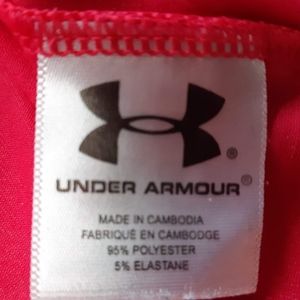 ®
UNDER ARMOUR®
MADE IN CAMBODIA
FABRIQUÉ EN CAMBODGE
95% POLYESTER
5% ELASTANE